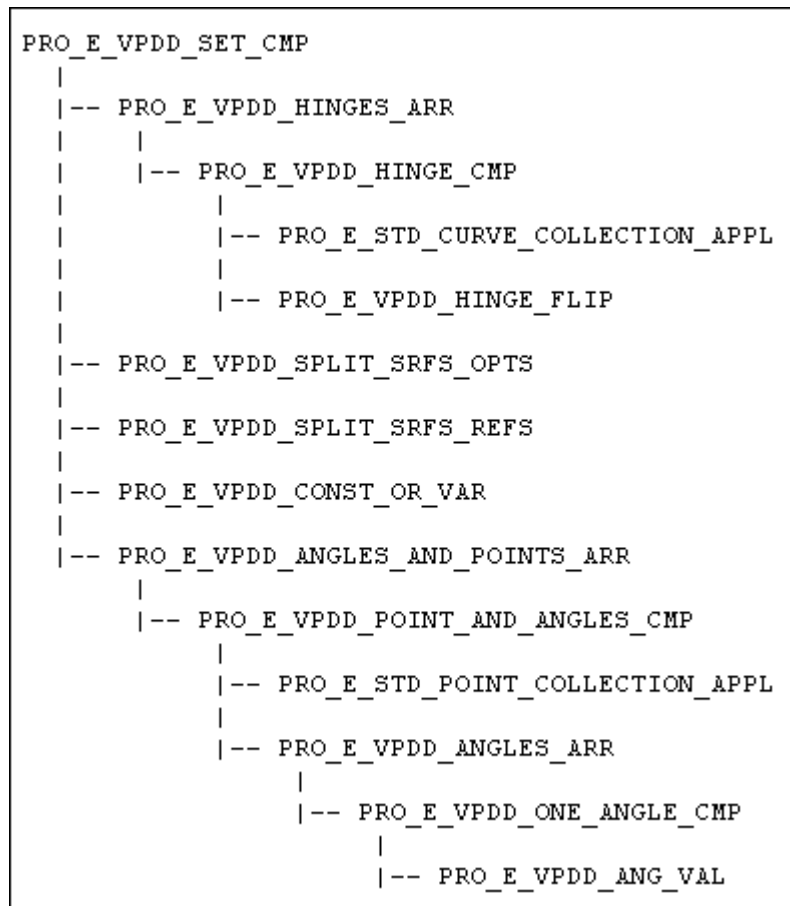 PRO_E_VPDD_SET_CMP
|
|-- PRO_E_VPDD_HINGES_ARR
| |
| |-- PRO_E_VPDD_HINGE_CMP
| |
| |-- PRO_E_STD_CURVE_COLLECTION_APPL
| |
| |-- PRO_E_VPDD_HINGE_FLIP
|
|-- PRO_E_VPDD_SPLIT_SRFS_OPTS
|
|-- PRO_E_VPDD_SPLIT_SRFS_REFS
|
|-- PRO_E_VPDD_CONST_OR_VAR
|
|-- PRO_E_VPDD_ANGLES_AND_POINTS_ARR
|
|-- PRO_E_VPDD_POINT_AND_ANGLES_CMP
|
|-- PRO_E_STD_POINT_COLLECTION_APPL
|
|-- PRO_E_VPDD_ANGLES_ARR
|
|-- PRO_E_VPDD_ONE_ANGLE_CMP
|
|-- PRO_E_VPDD_ANG_VAL